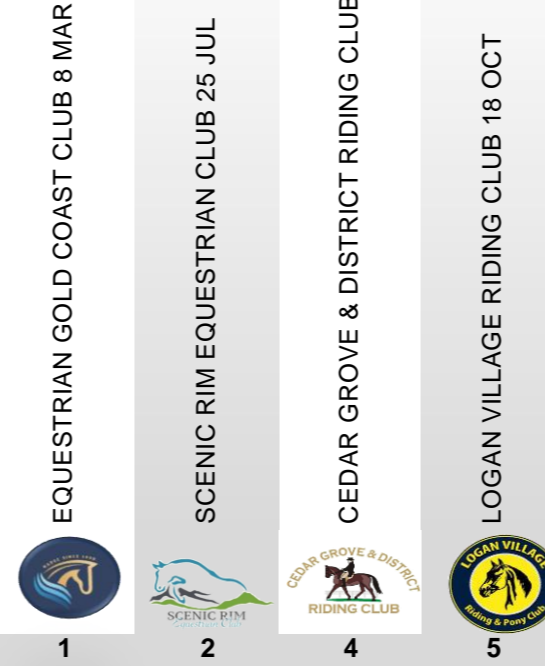 EQUESTRIAN GOLD COAST CLUB 8 MAR
SCENIC RIM EQUESTRIAN CLUB 25 JUL
CEDAR GROVE & DISTRICT RIDING CLUB
LOGAN VILLAGE RIDING CLUB 18 OCT
SCENIC RIM
Equestrian Club
CEDAR GROVE & DISTRICT
RIDING CLUB
LOGAN VILLAGE
Riding & Pony Club
1
2
4
5